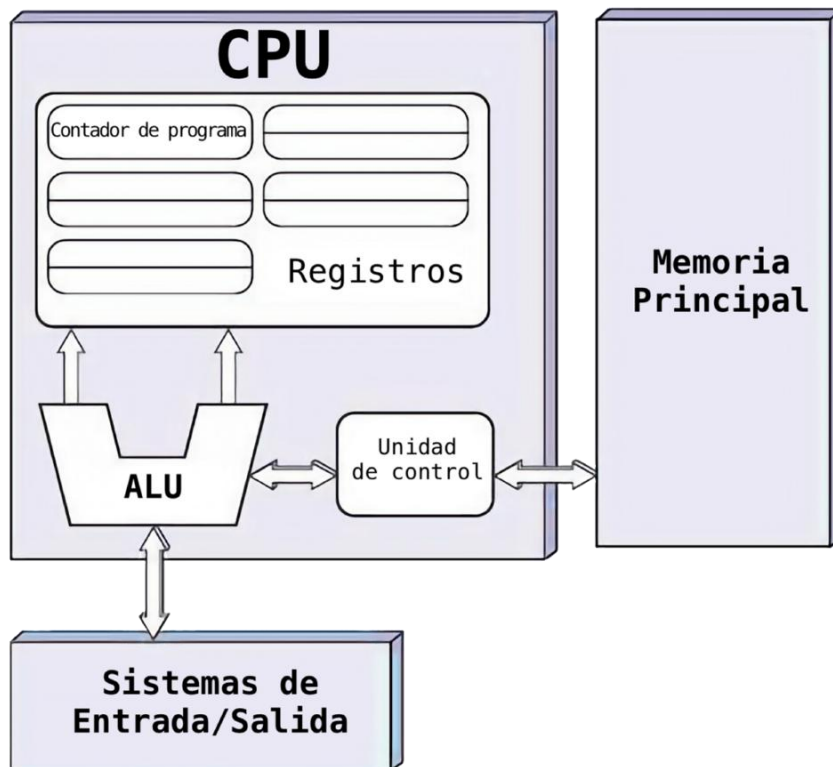 CPU
Contador de programa
Registros
Memoria
Principal
ALU
Unidad
de control
Sistemas de
Entrada/Salida